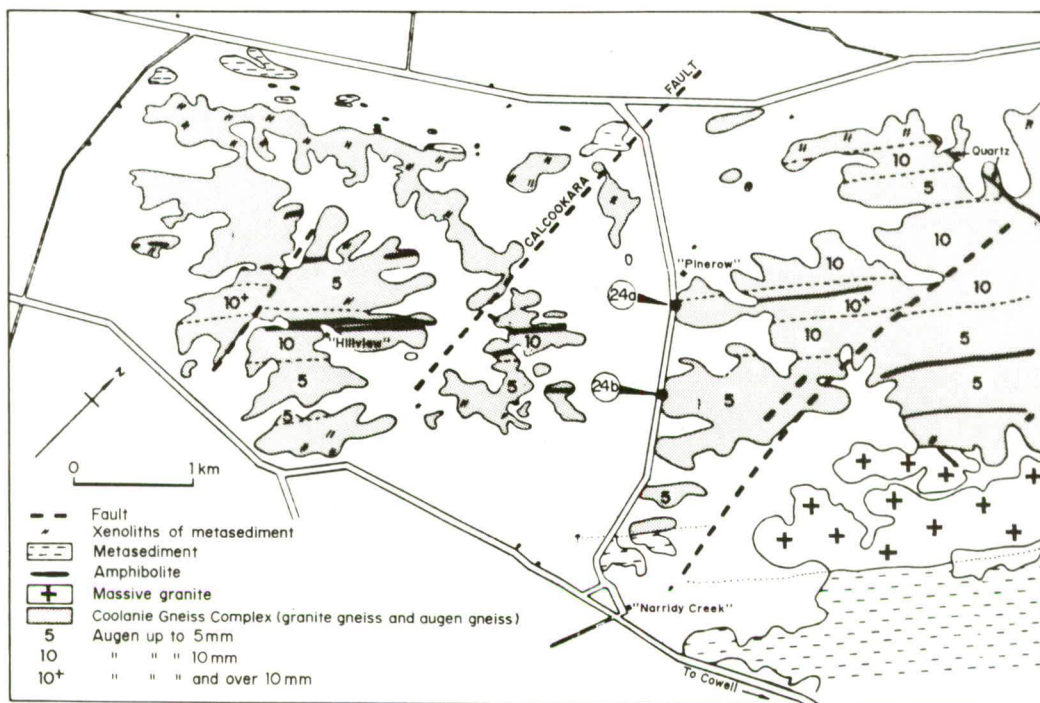 CALCOOKARA FAULT
Quartz
10
5
10
10
"Pinerow"
24a
10
10+
10
10
5
5
10+
5
"Hillview"
10
10
5
5
5
24b
5
5
N
0 1 km
Fault
Xenoliths of metasediment
Metasediment
Amphibolite
Massive granite
Coolanie Gneiss Complex (granite gneiss and augen gneiss)
5 Augen up to 5mm
10 " " " 10mm
10+ " " " and over 10mm
"Narridy Creek"
To Cowell